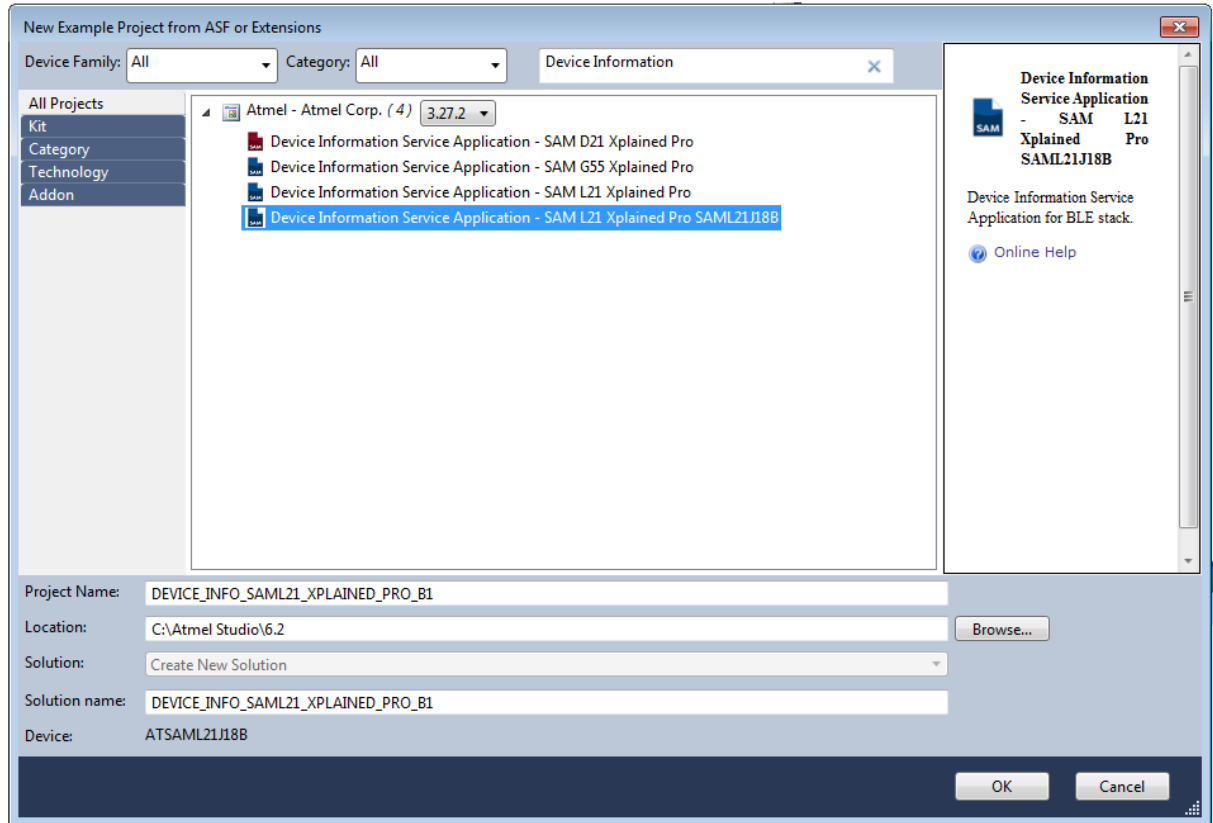 New Example Project from ASF or Extensions
Device Family: All Category: All Device Information
All Projects
Kit
Category
Technology
Addon
Atmel - Atmel Corp. (4) 3.27.2
Device Information Service Application - SAM D21 Xplained Pro
Device Information Service Application - SAM G55 Xplained Pro
Device Information Service Application - SAM L21 Xplained Pro
Device Information Service Application - SAM L21 Xplained Pro SAML21J18B
SAM
Device Information
Service Application
- SAM L21
Xplained Pro
SAML21J18B
Device Information Service
Application for BLE stack.
Online Help
Project Name: DEVICE_INFO_SAML21_XPLAINED_PRO_B1
Location: C:\Atmel Studio\6.2 Browse...
Solution: Create New Solution
Solution name: DEVICE_INFO_SAML21_XPLAINED_PRO_B1
Device: ATSAML21J18B
OK Cancel